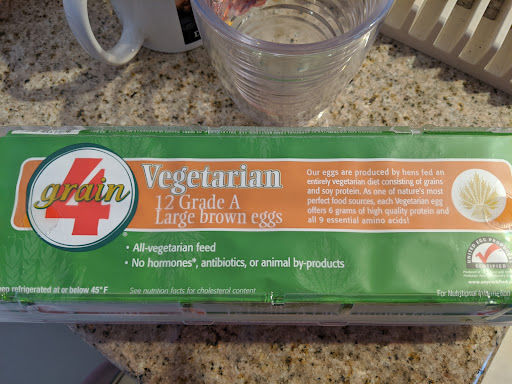 4
grain
Vegetarian
12 Grade A
Large brown eggs
Our eggs are produced by hens fed an
entirely vegetarian diet consisting of grains
and soy protein. As one of nature's most
perfect food sources, each Vegetarian egg
offers 6 grams of high quality protein and
all 9 essential amino acids!
• All-vegetarian feed
• No hormones*, antibiotics, or animal by-products
refrigerated at or below 45° F
See nutrition facts for cholesterol content
UNITED EGG
CERTIFIED
For Nutritional Information